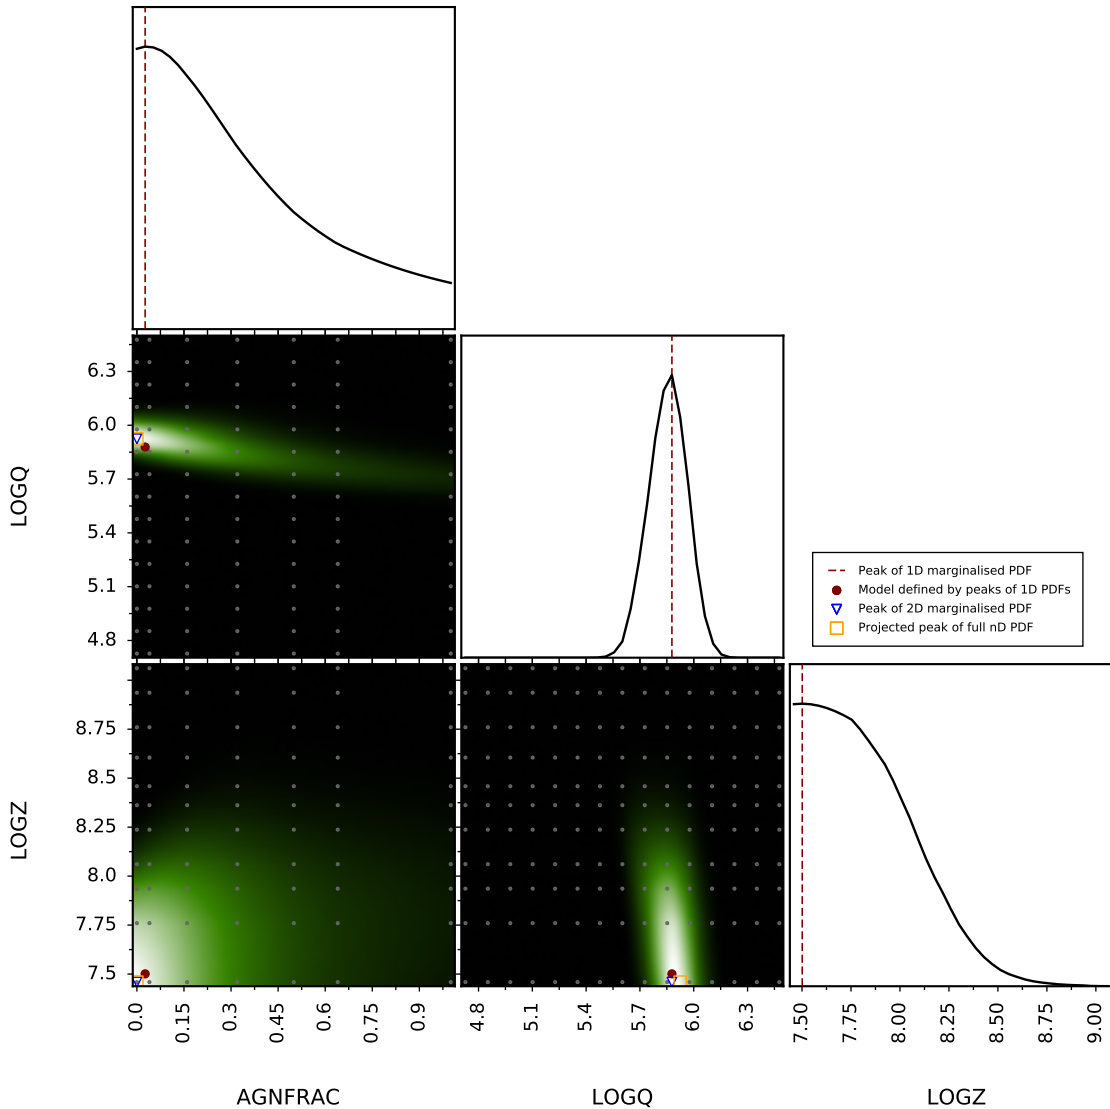 6.3
6.0
5.7
5.4
5.1
4.8
LOGQ
Peak of 1D marginalised PDF
Model defined by peaks of 1D PDFs
Peak of 2D marginalised PDF
Projected peak of full nD PDF
8.75
8.5
8.25
8.0
7.75
7.5
LOGZ
0.0 0.15 0.3 0.45 0.6 0.75 0.9
4.8 5.1 5.4 5.7 6.0 6.3
7.50 7.75 8.00 8.25 8.50 8.75 9.00
AGNFRAC LOGQ LOGZ